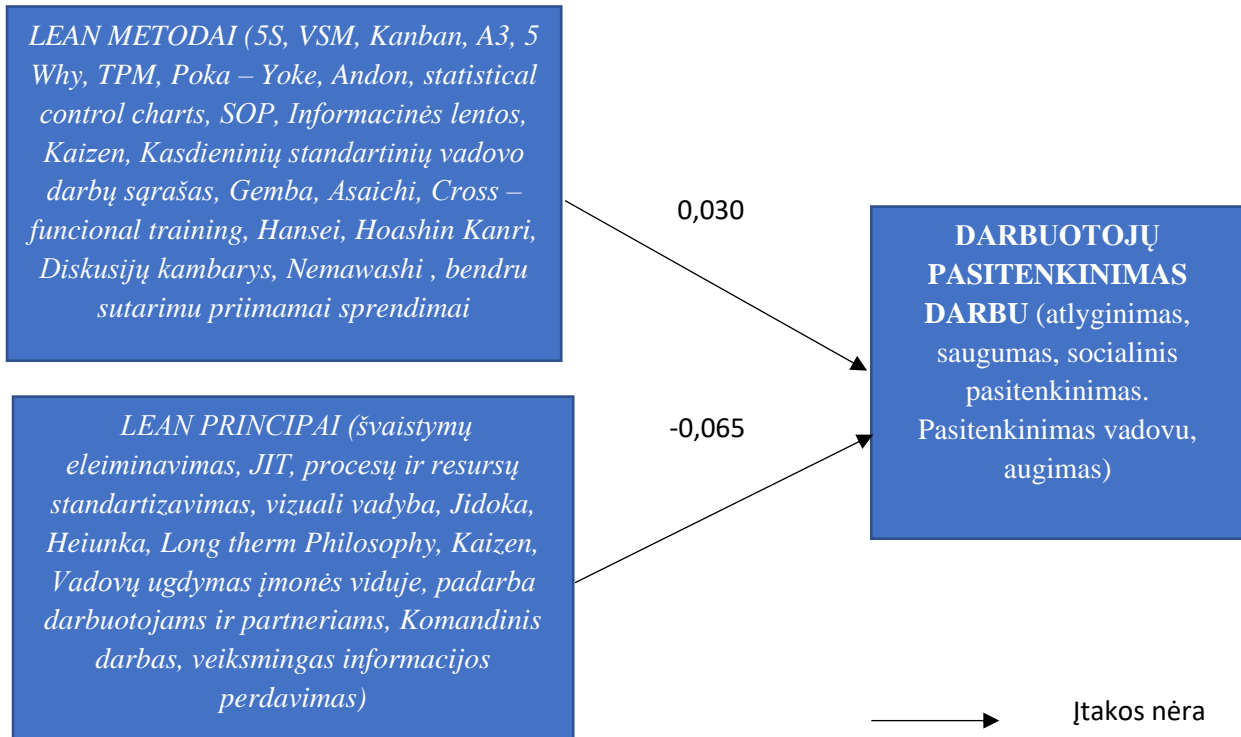 LEAN METODAI (5S, VSM, Kanban, A3, 5
Why, TPM, Poka – Yoke, Andon, statistical
control charts, SOP, Informacinės lentos,
Kaizen, Kasdieninių standartinių vadovo
darbų sąrašas, Gemba, Asaichi, Cross –
funcional training, Hansei, Hoashin Kanri,
Diskusijų kambarys, Nemawashi , bendru
sutarimu priimamai sprendimai
0,030
DARBUOTOJŲ
PASITENKINIMAS
DARBU (atlyginimas,
saugumas, socialinis
pasitenkinimas.
Pasitenkinimas vadovu,
augimas)
LEAN PRINCIPAI (švaistymų
eleiminavimas, JIT, procesų ir resursų
standartizavimas, vizuali vadyba, Jidoka,
Heiunka, Long therm Philosophy, Kaizen,
Vadovų ugdymas įmonės viduje, padarba
darbuotojams ir partneriams, Komandinis
darbas, veiksmingas informacijos
perdavimas)
-0,065
Įtakos nėra